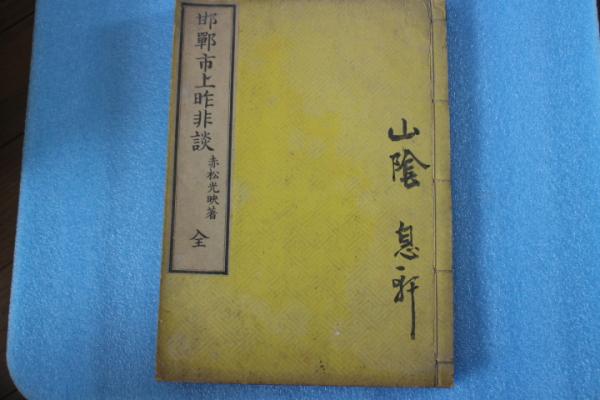 山陰 息軒
邯鄲市上昨非談
赤松光映著
全